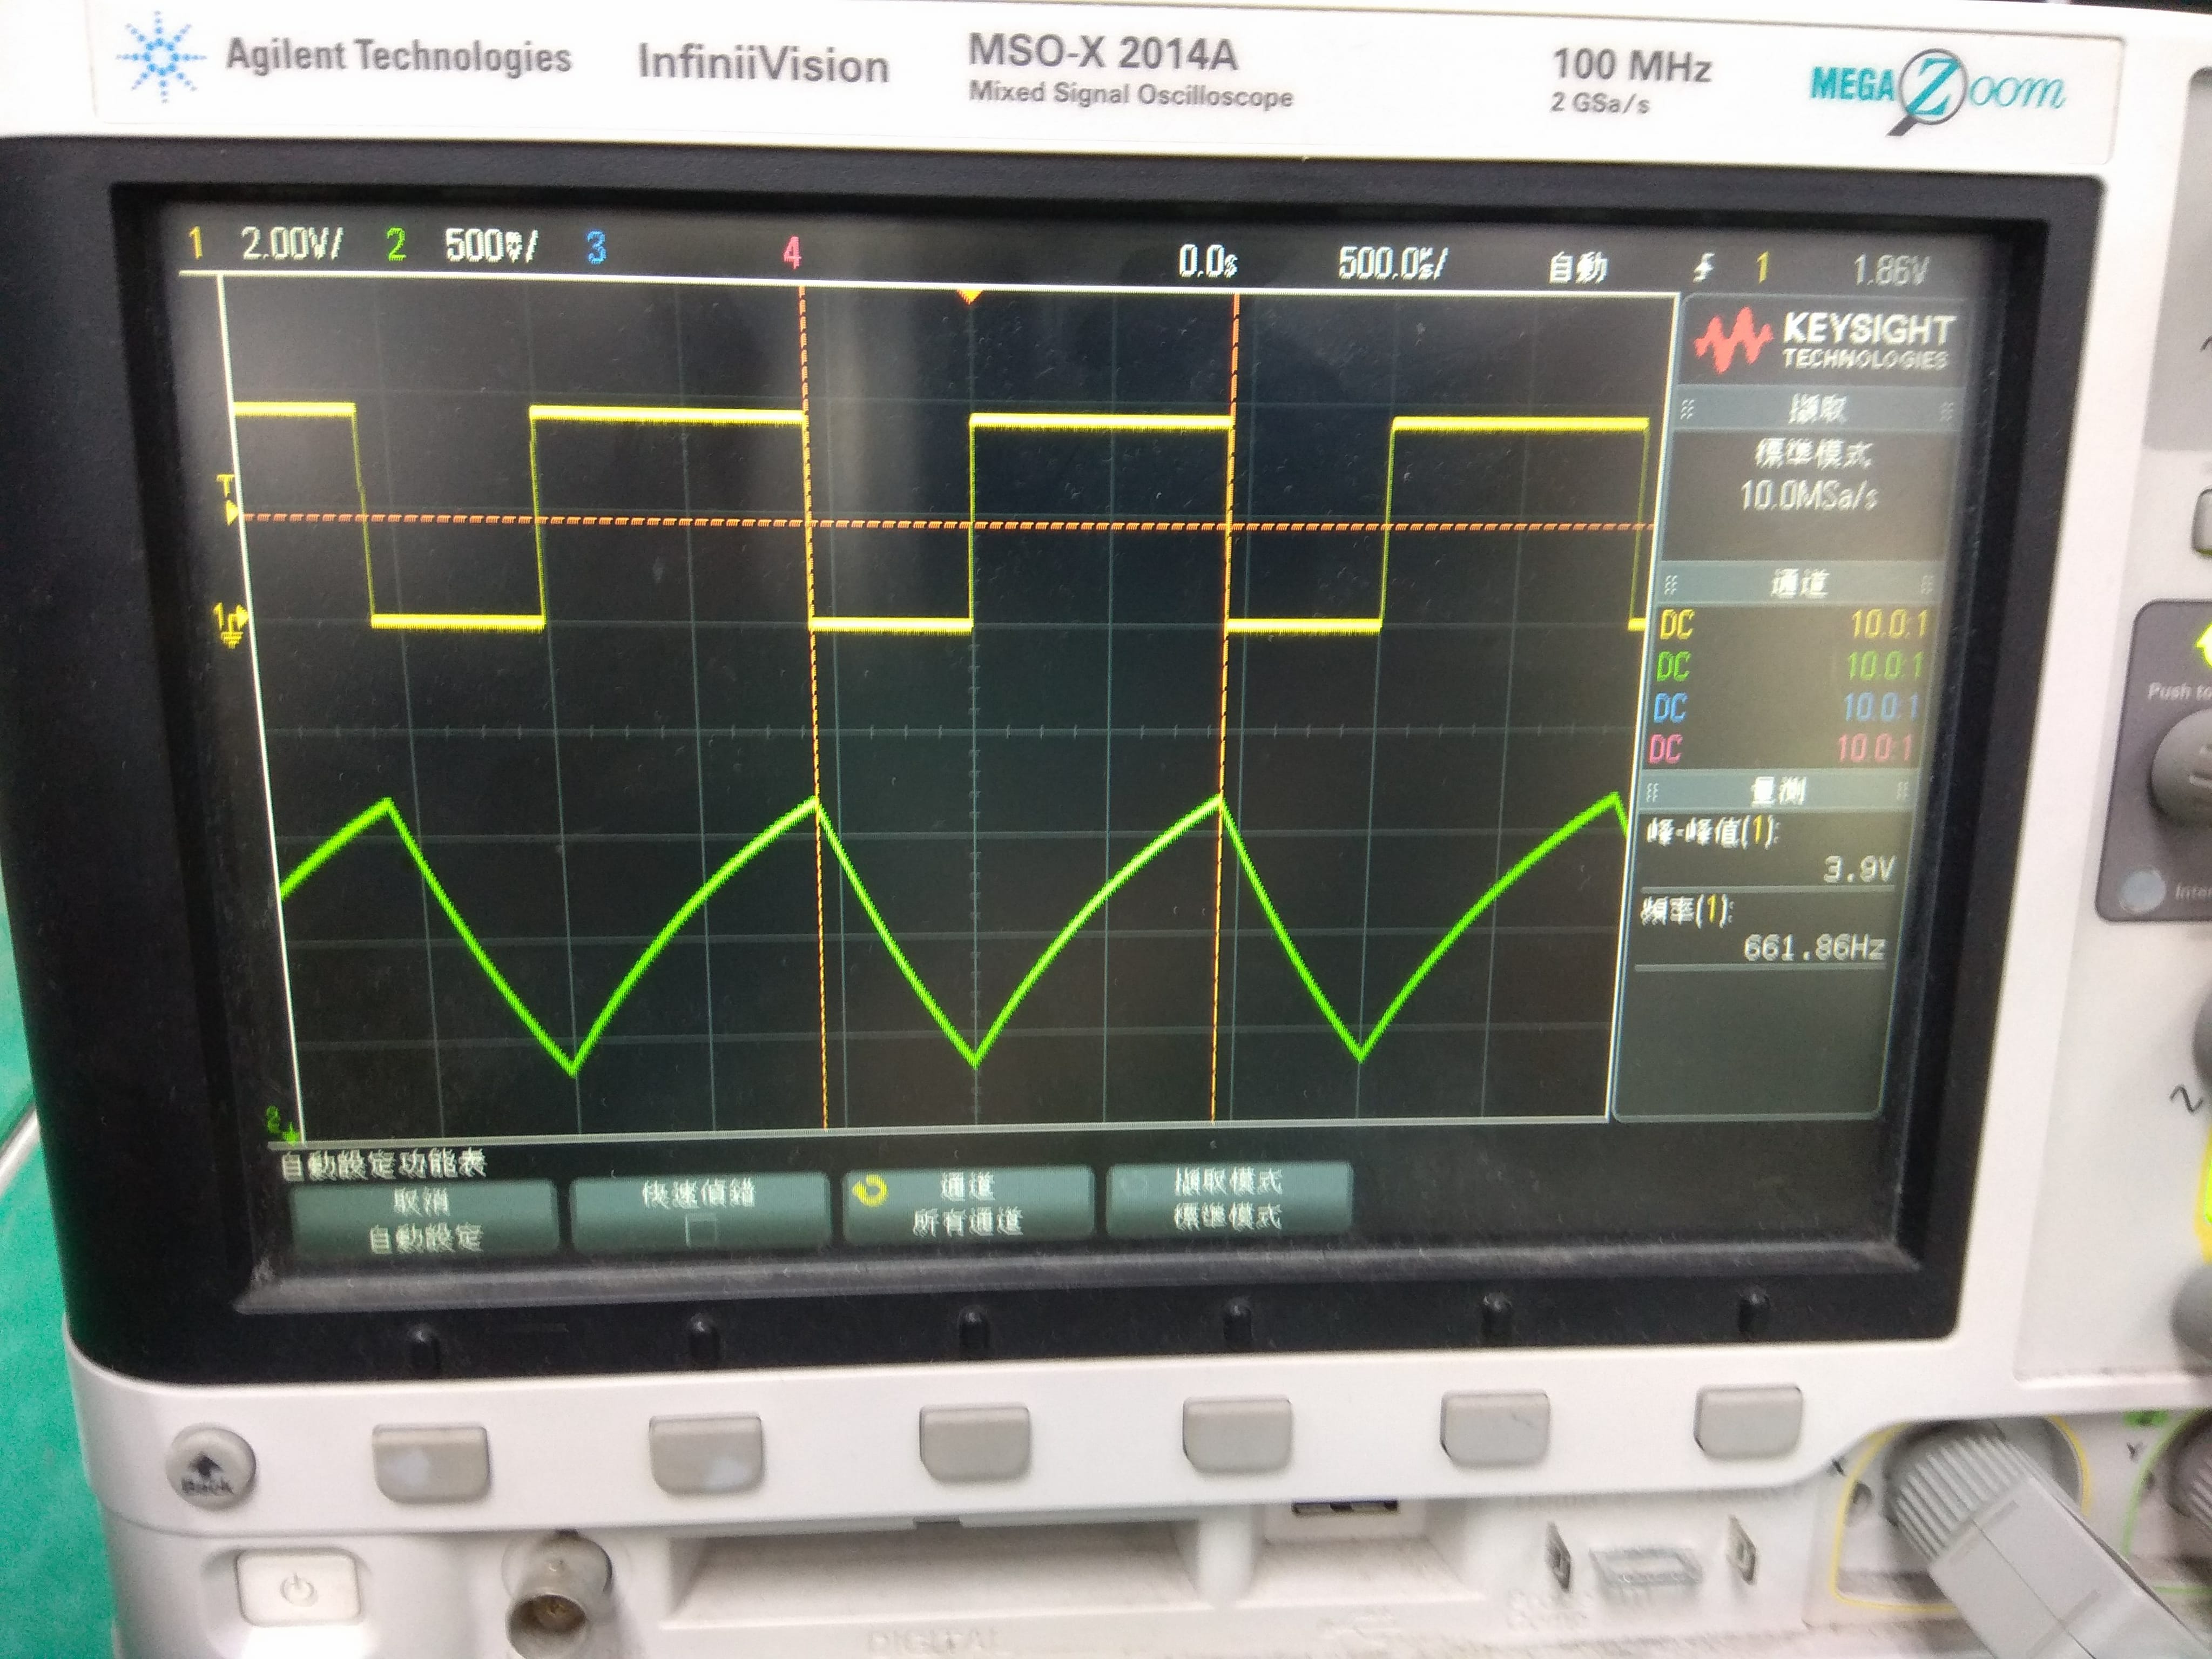 Agilent Technologies InfiniiVision MSO-X 2014A 100 MHz MEGA Zoom
Mixed Signal Oscilloscope 2 GSa/s
1 2.00V/ 2 500mV/ 3 4 0.0s 500.0us/ 自動 1 1.86V
KEYSIGHT
TECHNOLOGIES
擷取
標準模式
10.0MSa/s
T
通道
1
DC 10.0:1
DC 10.0:1
DC 10.0:1
DC 10.0:1
量測
峰-峰值(1):
3.9V
頻率(1):
661.86Hz
2
自動設定功能表
取消
自動設定
快速偵錯
通道
所有通道
擷取模式
標準模式
Push to
Back
DIGITAL
X
Y